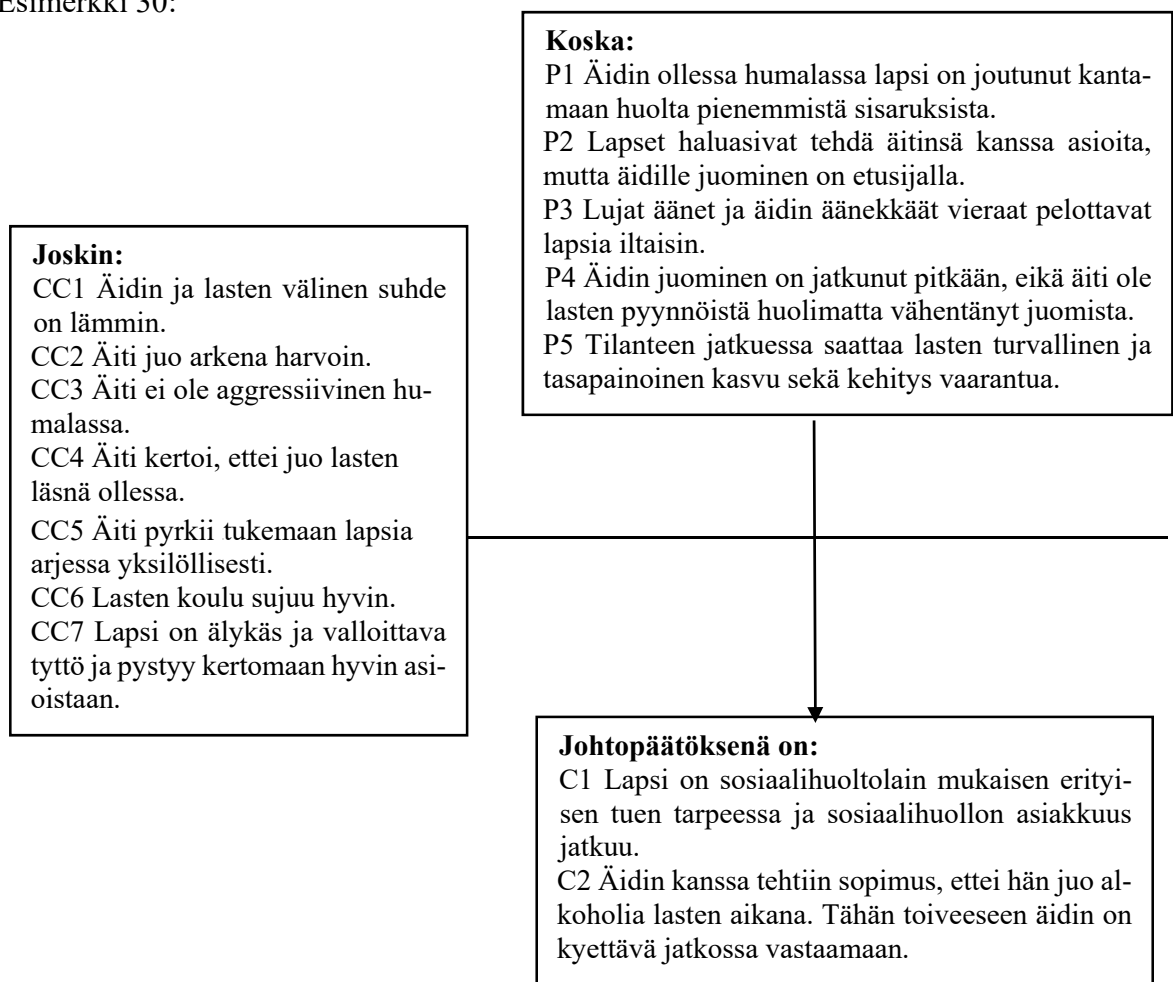 Esimerkki 30:
Koska:
P1 Äidin ollessa humalassa lapsi on joutunut kanta-
maan huolta pienemmistä sisaruksista.
P2 Lapset haluasivat tehdä äitinsä kanssa asioita,
mutta äidille juominen on etusijalla.
P3 Lujat äänet ja äidin äänekkäät vieraat pelottavat
lapsia iltaisin.
P4 Äidin juominen on jatkunut pitkään, eikä äiti ole
lasten pyynnöistä huolimatta vähentänyt juomista.
P5 Tilanteen jatkuessa saattaa lasten turvallinen ja
tasapainoinen kasvu sekä kehitys vaarantua.
Joskin:
CC1 Äidin ja lasten välinen suhde
on lämmin.
CC2 Äiti juo arkena harvoin.
CC3 Äiti ei ole aggressiivinen hu-
malassa.
CC4 Äiti kertoi, ettei juo lasten
läsnä ollessa.
CC5 Äiti pyrkii tukemaan lapsia
arjessa yksilöllisesti.
CC6 Lasten koulu sujuu hyvin.
CC7 Lapsi on älykäs ja valloittava
tyttö ja pystyy kertomaan hyvin asi-
oistaan.
Johtopäätöksenä on:
C1 Lapsi on sosiaalihuoltolain mukaisen erityi-
sen tuen tarpeessa ja sosiaalihuollon asiakkuus
jatkuu.
C2 Äidin kanssa tehtiin sopimus, ettei hän juo al-
koholia lasten aikana. Tähän toiveeseen äidin on
kyettävä jatkossa vastaamaan.